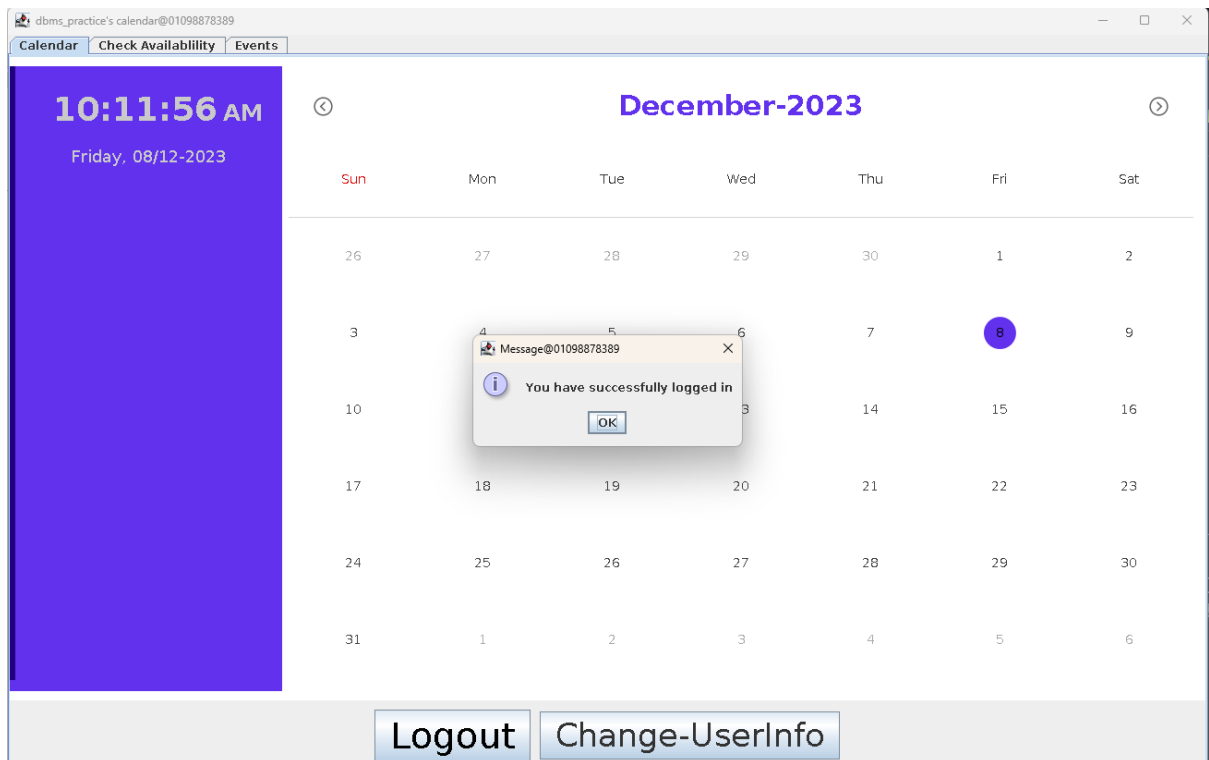 dbms_practice's calendar@01098878389
Calendar Check Availablility Events
10:11:56 AM
Friday, 08/12-2023
December-2023
Sun Mon Tue Wed Thu Fri Sat
26 27 28 29 30 1 2
3 4 5 6 7 8 9
Message@01098878389
You have successfully logged in
OK
10 14 15 16
17 18 19 20 21 22 23
24 25 26 27 28 29 30
31 1 2 3 4 5 6
Logout Change-UserInfo